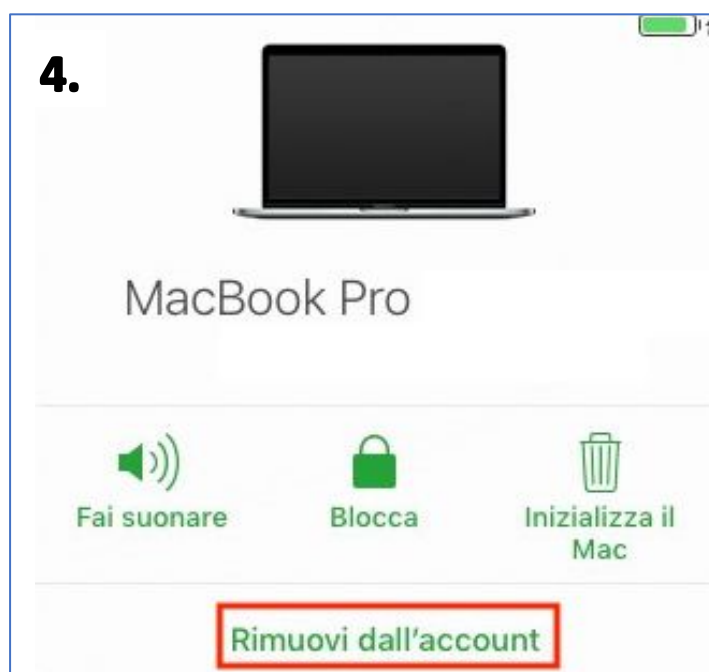 4.
MacBook Pro
Fai suonare
Blocca
Inizializza il
Mac
Rimuovi dall'account